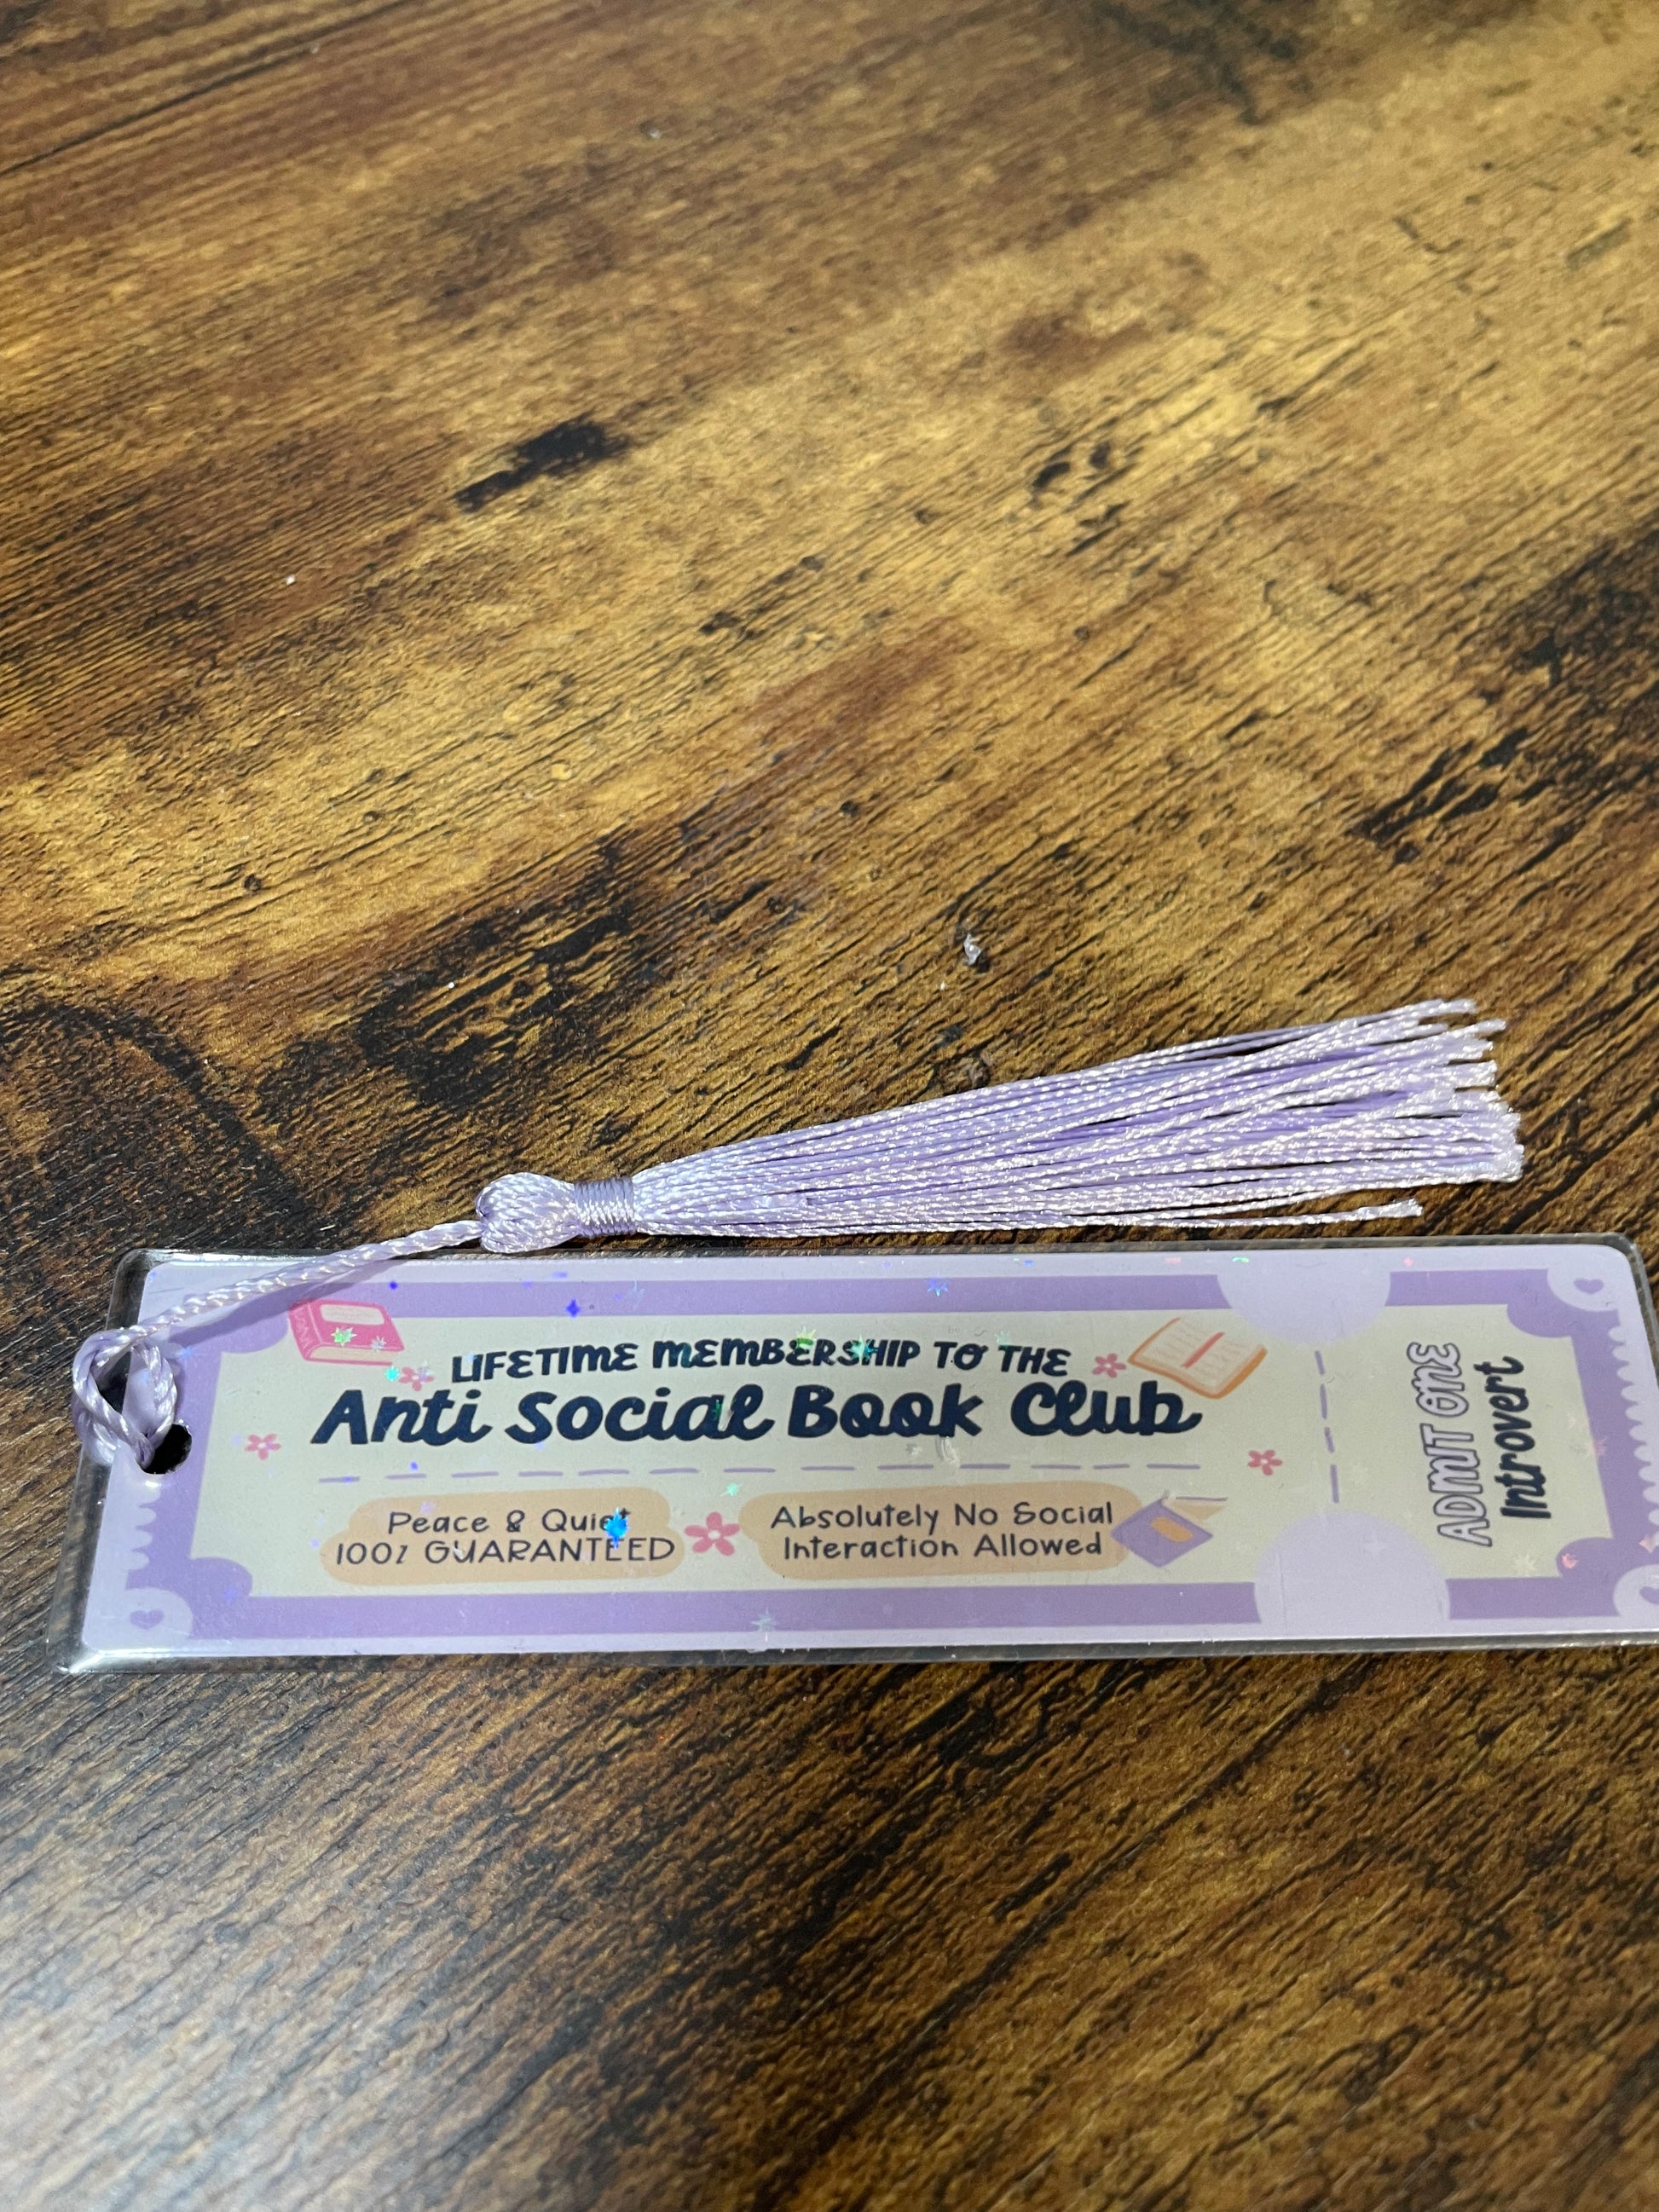 LIFETIME MEMBERSHIP TO THE
Anti Social Book Club
Peace & Quiet
100% GUARANTEED
Absolutely No Social
Interaction Allowed
ADMIT ONE
Introvert